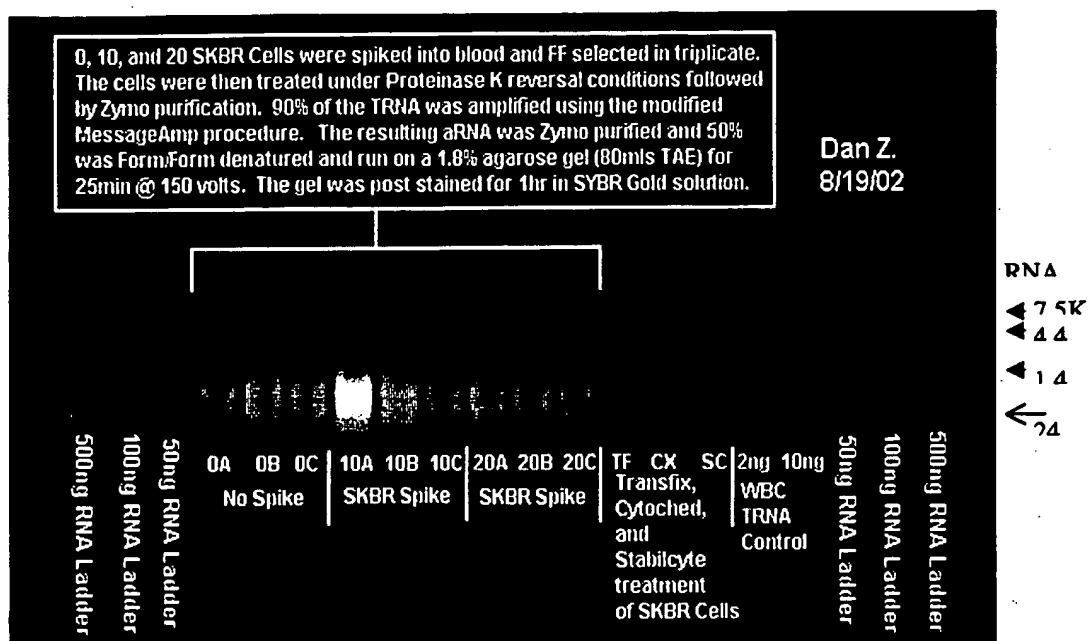 0, 10, and 20 SKBR Cells were spiked into blood and FF selected in triplicate.
The cells were then treated under Proteinase K reversal conditions followed
by Zymo purification. 90% of the TRNA was amplified using the modified
MessageAmp procedure. The resulting aRNA was Zymo purified and 50%
was Form/Form denatured and run on a 1.8% agarose gel (80mls TAE) for
25min @ 150 volts. The gel was post stained for 1hr in SYBR Gold solution.
Dan Z.
8/19/02
RNA
7.5K
4.4
1.4
.24
500ng RNA Ladder
100ng RNA Ladder
50ng RNA Ladder
0A 0B 0C
No Spike
10A 10B 10C
SKBR Spike
20A 20B 20C
SKBR Spike
TF CX SC
Transfix,
Cytoched,
and
Stabilcyte
treatment
of SKBR Cells
2ng 10ng
WBC
TRNA
Control
50ng RNA Ladder
100ng RNA Ladder
500ng RNA Ladder